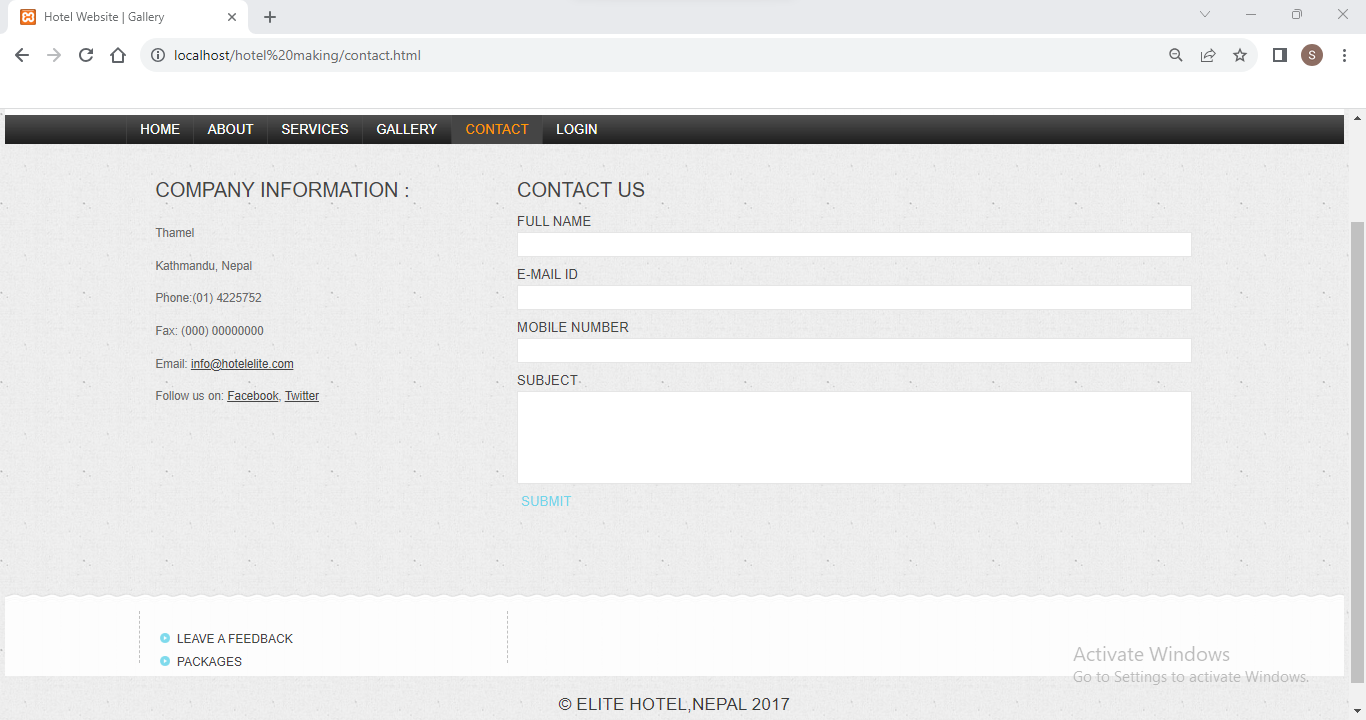 Hotel Website | Gallery
localhost/hotel%20making/contact.html
S
HOME ABOUT SERVICES GALLERY CONTACT LOGIN
COMPANY INFORMATION :
Thamel
Kathmandu, Nepal
Phone:(01) 4225752
Fax: (000) 00000000
Email: info@hotelelite.com
Follow us on: Facebook, Twitter
CONTACT US
FULL NAME
E-MAIL ID
MOBILE NUMBER
SUBJECT
SUBMIT
LEAVE A FEEDBACK
PACKAGES
Activate Windows
Go to Settings to activate Windows.
© ELITE HOTEL,NEPAL 2017